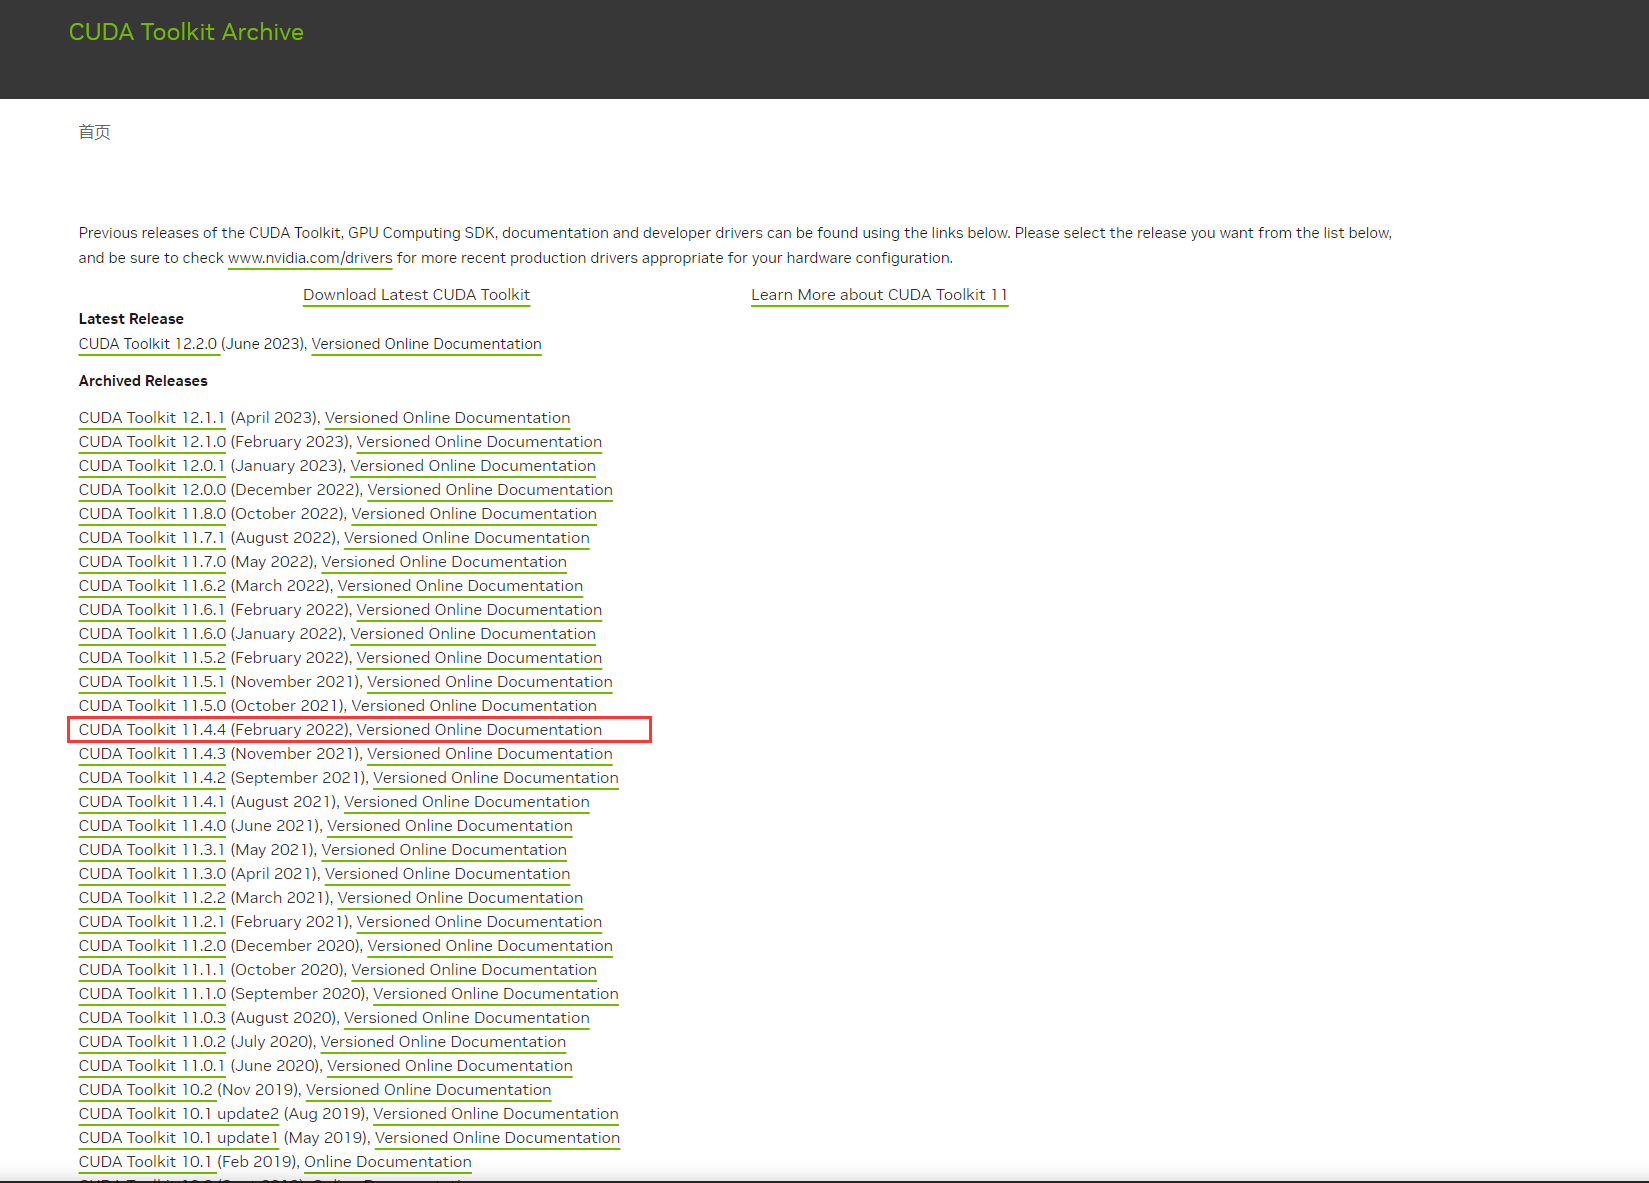 CUDA Toolkit Archive
首页
Previous releases of the CUDA Toolkit, GPU Computing SDK, documentation and developer drivers can be found using the links below. Please select the release you want from the list below,
and be sure to check www.nvidia.com/drivers for more recent production drivers appropriate for your hardware configuration.
Download Latest CUDA Toolkit Learn More about CUDA Toolkit 11
Latest Release
CUDA Toolkit 12.2.0 (June 2023), Versioned Online Documentation
Archived Releases
CUDA Toolkit 12.1.1 (April 2023), Versioned Online Documentation
CUDA Toolkit 12.1.0 (February 2023), Versioned Online Documentation
CUDA Toolkit 12.0.1 (January 2023), Versioned Online Documentation
CUDA Toolkit 12.0.0 (December 2022), Versioned Online Documentation
CUDA Toolkit 11.8.0 (October 2022), Versioned Online Documentation
CUDA Toolkit 11.7.1 (August 2022), Versioned Online Documentation
CUDA Toolkit 11.7.0 (May 2022), Versioned Online Documentation
CUDA Toolkit 11.6.2 (March 2022), Versioned Online Documentation
CUDA Toolkit 11.6.1 (February 2022), Versioned Online Documentation
CUDA Toolkit 11.6.0 (January 2022), Versioned Online Documentation
CUDA Toolkit 11.5.2 (February 2022), Versioned Online Documentation
CUDA Toolkit 11.5.1 (November 2021), Versioned Online Documentation
CUDA Toolkit 11.5.0 (October 2021), Versioned Online Documentation
CUDA Toolkit 11.4.4 (February 2022), Versioned Online Documentation
CUDA Toolkit 11.4.3 (November 2021), Versioned Online Documentation
CUDA Toolkit 11.4.2 (September 2021), Versioned Online Documentation
CUDA Toolkit 11.4.1 (August 2021), Versioned Online Documentation
CUDA Toolkit 11.4.0 (June 2021), Versioned Online Documentation
CUDA Toolkit 11.3.1 (May 2021), Versioned Online Documentation
CUDA Toolkit 11.3.0 (April 2021), Versioned Online Documentation
CUDA Toolkit 11.2.2 (March 2021), Versioned Online Documentation
CUDA Toolkit 11.2.1 (February 2021), Versioned Online Documentation
CUDA Toolkit 11.2.0 (December 2020), Versioned Online Documentation
CUDA Toolkit 11.1.1 (October 2020), Versioned Online Documentation
CUDA Toolkit 11.1.0 (September 2020), Versioned Online Documentation
CUDA Toolkit 11.0.3 (August 2020), Versioned Online Documentation
CUDA Toolkit 11.0.2 (July 2020), Versioned Online Documentation
CUDA Toolkit 11.0.1 (June 2020), Versioned Online Documentation
CUDA Toolkit 10.2 (Nov 2019), Versioned Online Documentation
CUDA Toolkit 10.1 update2 (Aug 2019), Versioned Online Documentation
CUDA Toolkit 10.1 update1 (May 2019), Versioned Online Documentation
CUDA Toolkit 10.1 (Feb 2019), Online Documentation